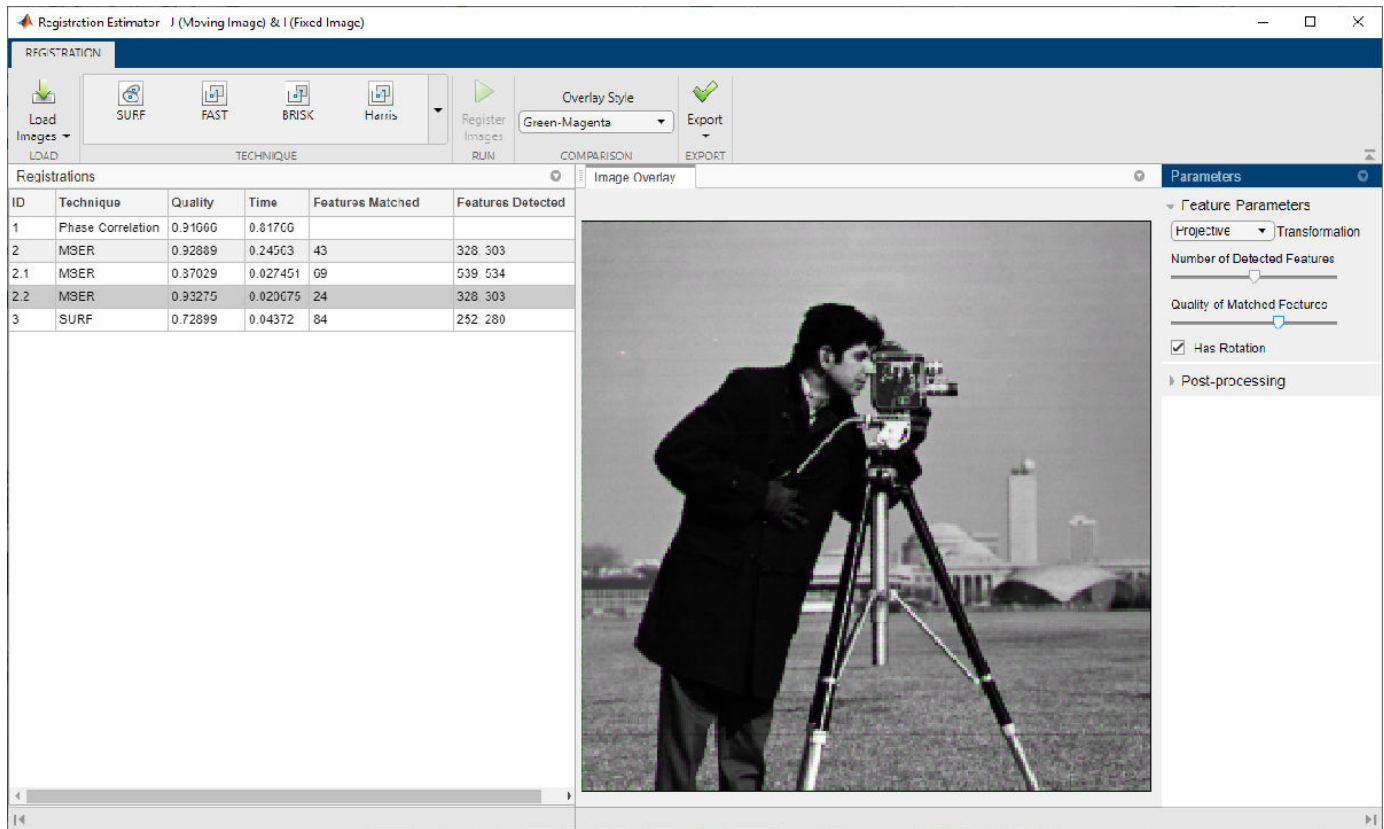 Registration Estimator - J (Moving Image) & I (Fixed Image)
REGISTRATION
Load Images
SURF
FAST
BRISK
Harris
Register Images
Overlay Style
Green-Magenta
Export
LOAD
TECHNIQUE
RUN
COMPARISON
EXPORT
Registrations
Image Overlay
Parameters
ID Technique Quality Time Features Matched Features Detected
1 Phase Correlation 0.91666 0.81766
2 MSER 0.92889 0.24563 43 328, 303
2.1 MSER 0.87029 0.027451 69 539, 534
2.2 MSER 0.93275 0.020675 24 328, 303
3 SURF 0.72899 0.04372 84 252, 280
Feature Parameters
Projective Transformation
Number of Detected Features
Quality of Matched Features
Has Rotation
Post-processing